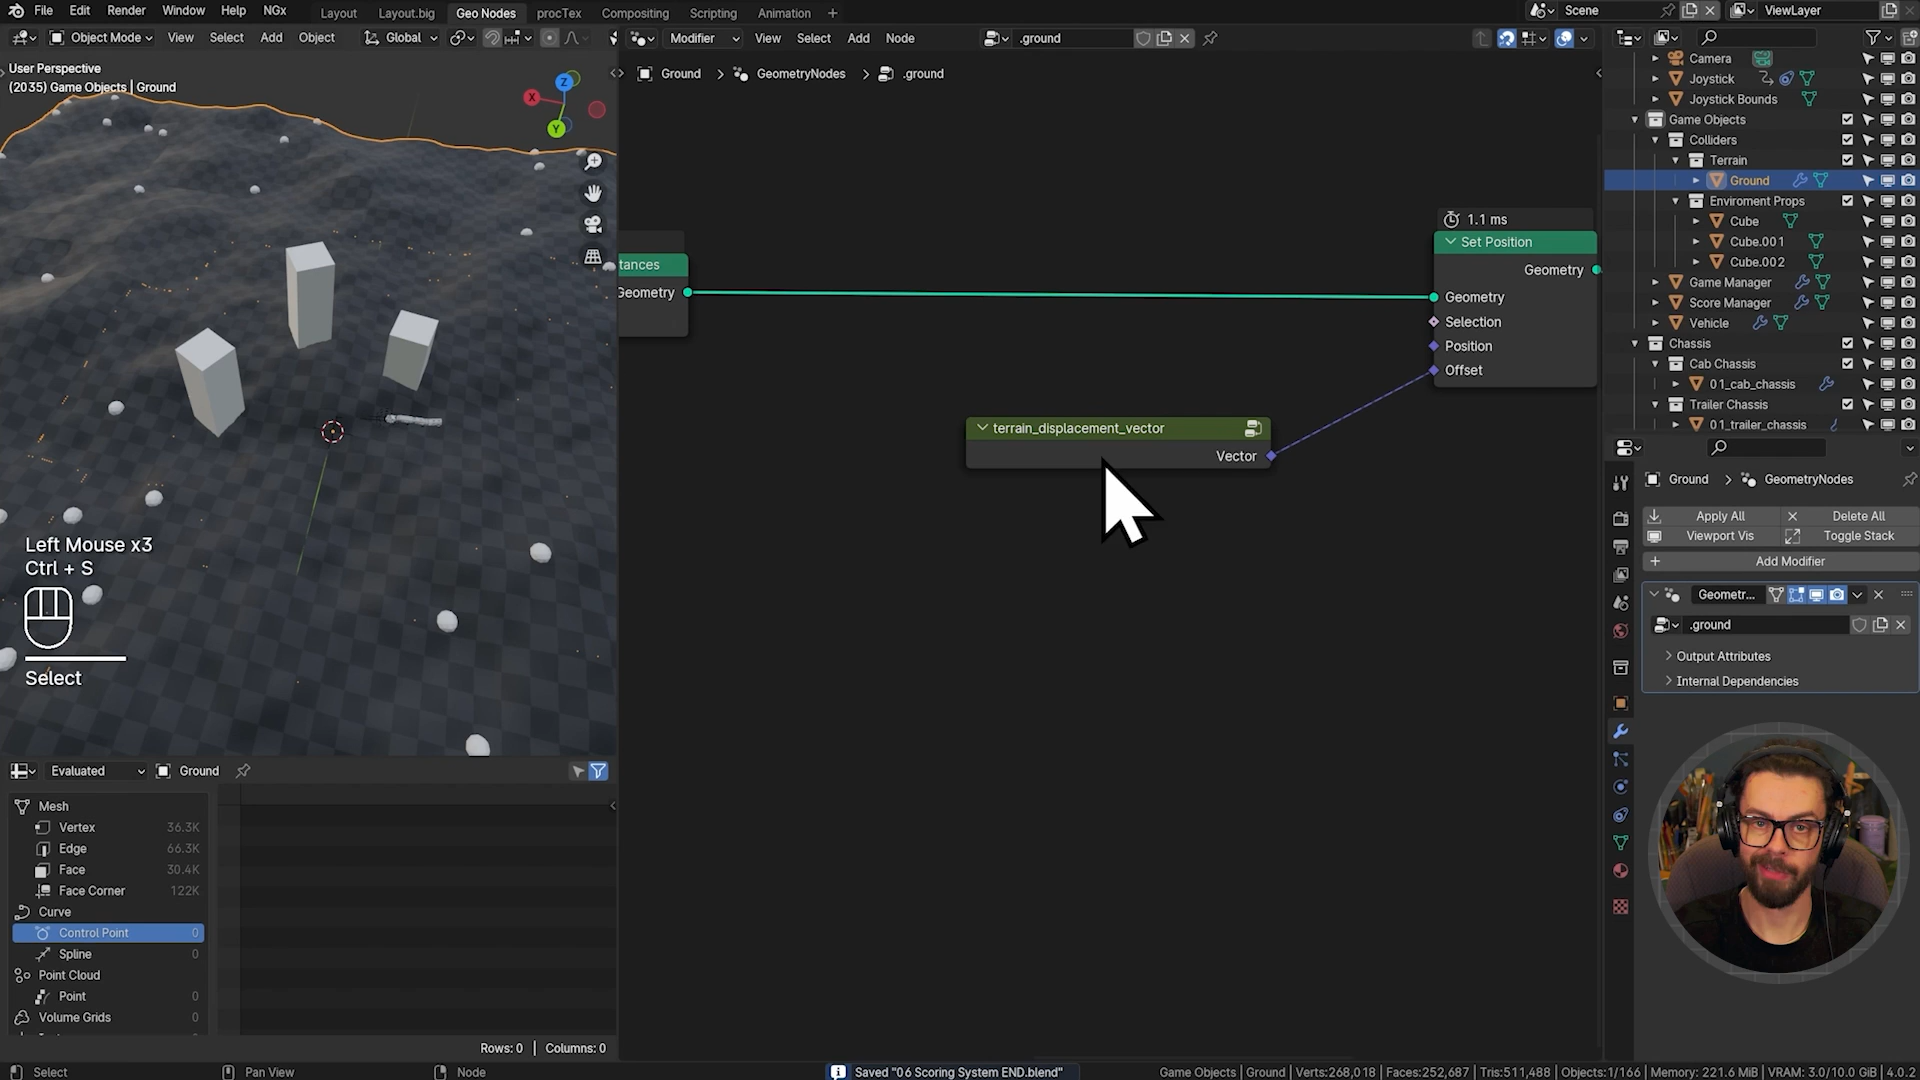 File Edit Render Window Help NGx Layout Layout.big Geo Nodes procTex Compositing Scripting Animation + Scene ViewLayer
Object Mode View Select Add Object Global Modifier View Select Add Node .ground
User Perspective
(2035) Game Objects | Ground
Z
X
Y
Ground > GeometryNodes > .ground
tances
Geometry
1.1 ms
Set Position
Geometry
Geometry
Selection
Position
Offset
terrain_displacement_vector
Vector
Left Mouse x3
Ctrl + S
Select
Camera
Joystick
Joystick Bounds
Game Objects
Colliders
Terrain
Ground
Enviroment Props
Cube
Cube.001
Cube.002
Game Manager
Score Manager
Vehicle
Chassis
Cab Chassis
01_cab_chassis
Trailer Chassis
01_trailer_chassis
Ground > GeometryNodes
Apply All Delete All
Viewport Vis Toggle Stack
+ Add Modifier
Geometr...
.ground
Output Attributes
Internal Dependencies
Evaluated Ground
Mesh
Vertex 36.3K
Edge 66.3K
Face 30.4K
Face Corner 122K
Curve
Control Point 0
Spline 0
Point Cloud
Point 0
Volume Grids
Rows: 0 | Columns: 0
Select Pan View Node Saved "06 Scoring System END.blend" Game Objects | Ground | Verts:268,018 | Faces:252,687 | Tris:511,488 | Objects:1/166 | Memory: 221.6 MiB | VRAM: 3.0/10.0 GiB | 4.0.2